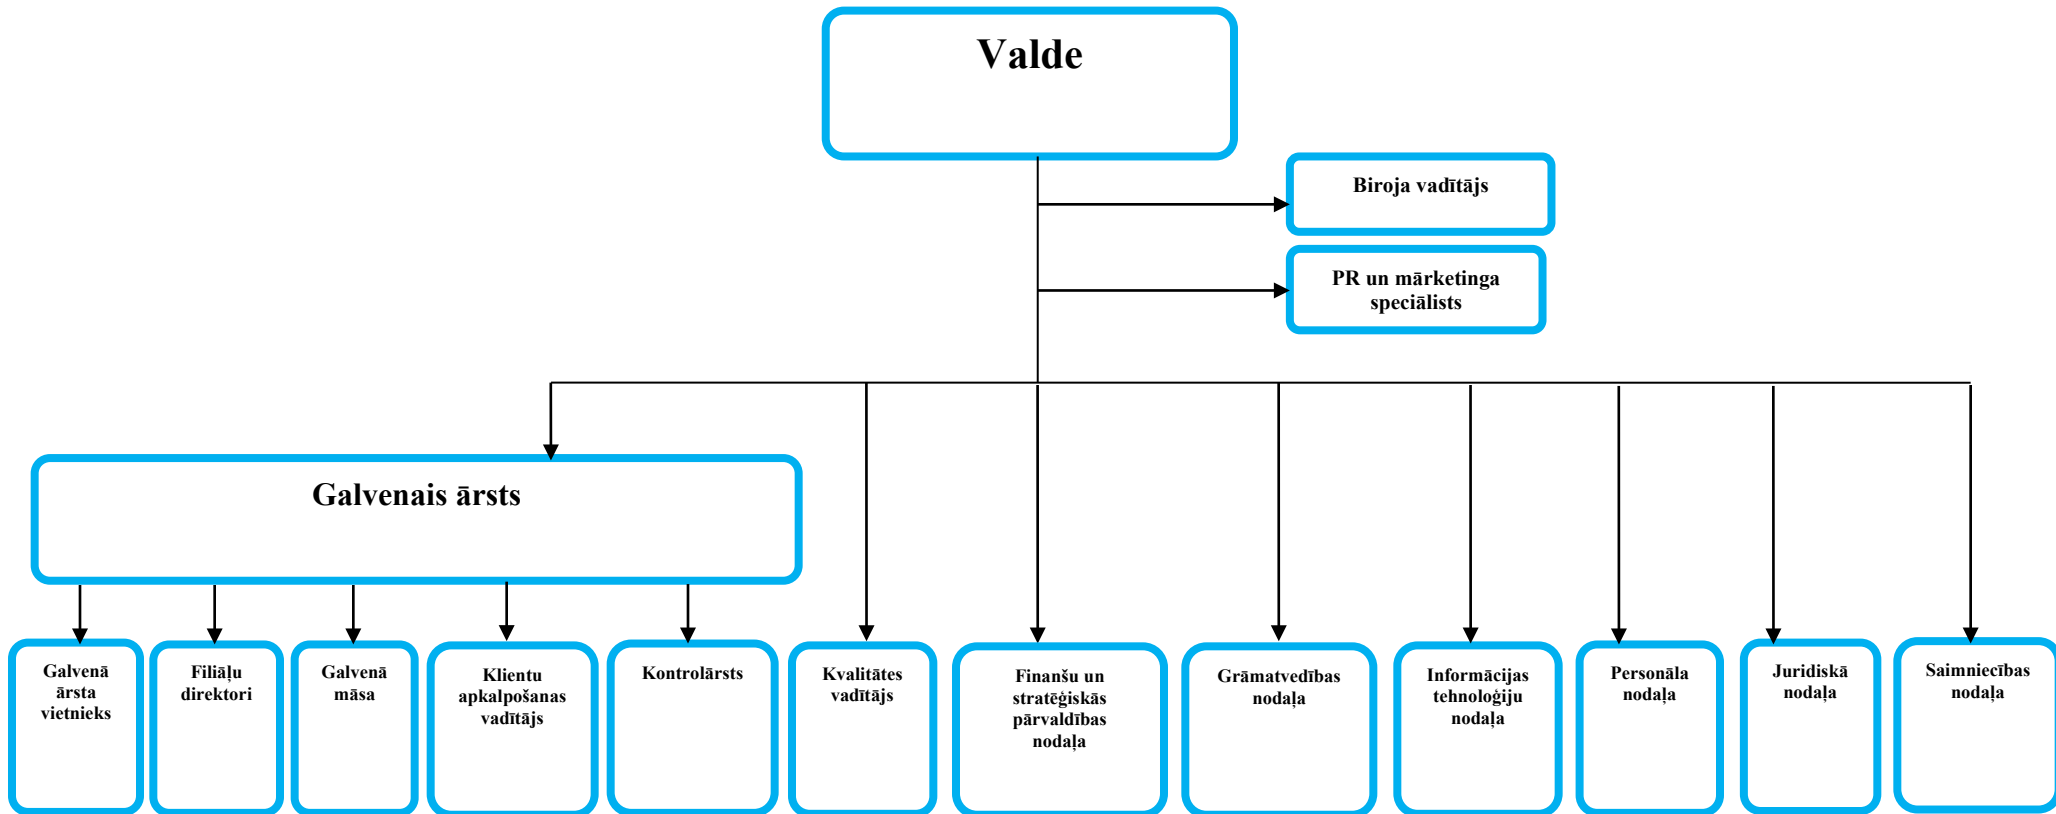 Valde
Biroja vadītājs
PR un mārketinga
speciālists
Galvenais ārsts
Galvenā
ārsta
vietnieks
Filiāļu
direktori
Galvenā
māsa
Klientu
apkalpošanas
vadītājs
Kontrolārsts
Kvalitātes
vadītājs
Finanšu un
stratēģiskās
pārvaldības
nodaļa
Grāmatvedības
nodaļa
Informācijas
tehnoloģiju
nodaļa
Personāla
nodaļa
Juridiskā
nodaļa
Saimniecības
nodaļa